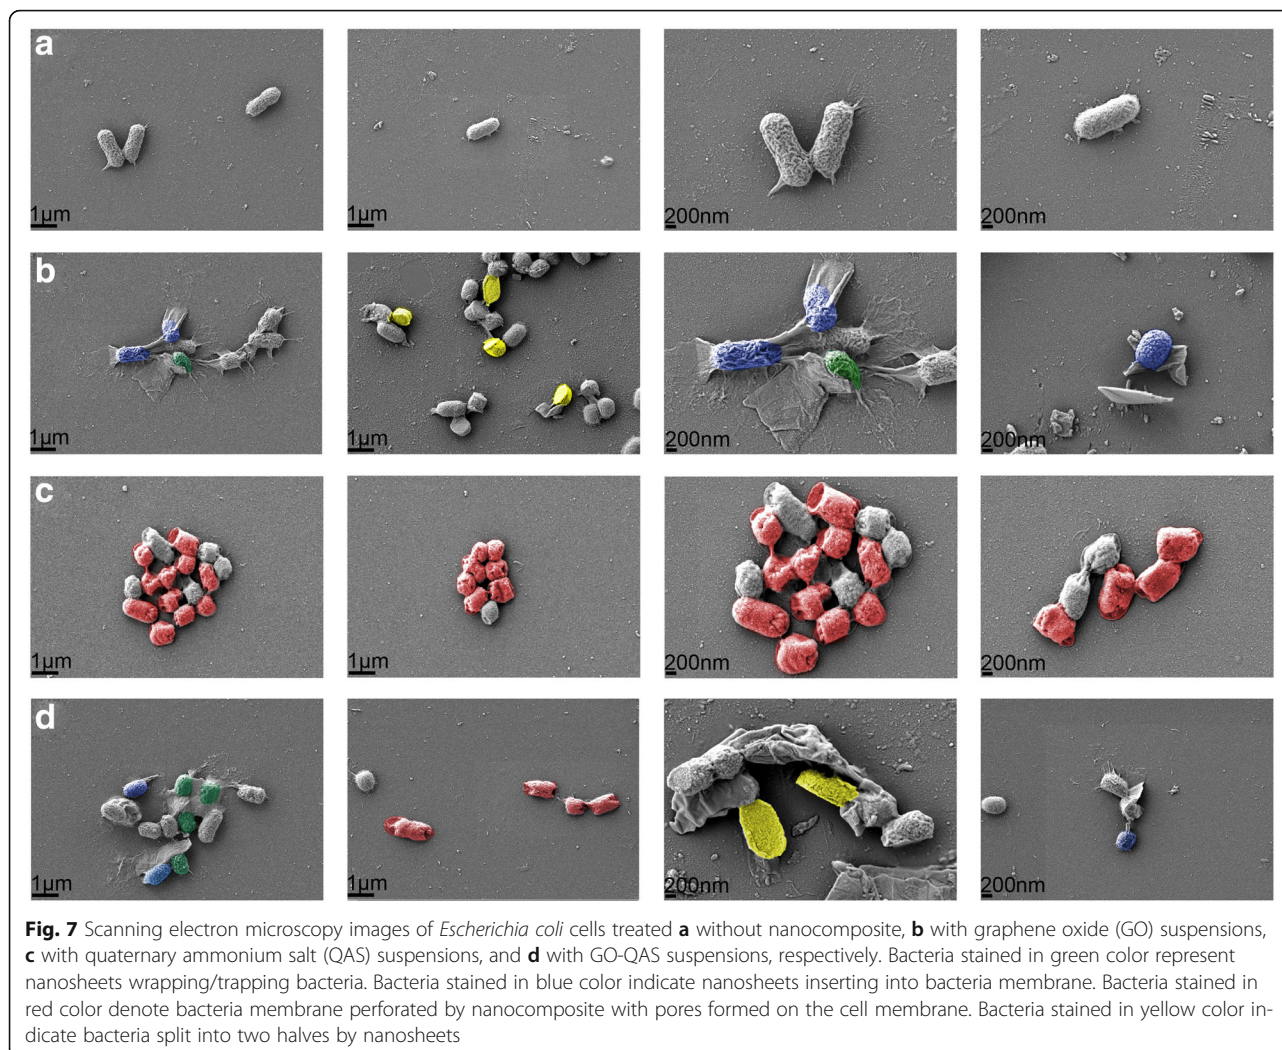 a
1µm
1µm
200nm
200nm
b
1µm
1µm
200nm
200nm
c
1µm
1µm
200nm
200nm
d
1µm
1µm
200nm
200nm
Fig. 7 Scanning electron microscopy images of Escherichia coli cells treated a without nanocomposite, b with graphene oxide (GO) suspensions,
c with quaternary ammonium salt (QAS) suspensions, and d with GO-QAS suspensions, respectively. Bacteria stained in green color represent
nanosheets wrapping/trapping bacteria. Bacteria stained in blue color indicate nanosheets inserting into bacteria membrane. Bacteria stained in
red color denote bacteria membrane perforated by nanocomposite with pores formed on the cell membrane. Bacteria stained in yellow color in-
dicate bacteria split into two halves by nanosheets